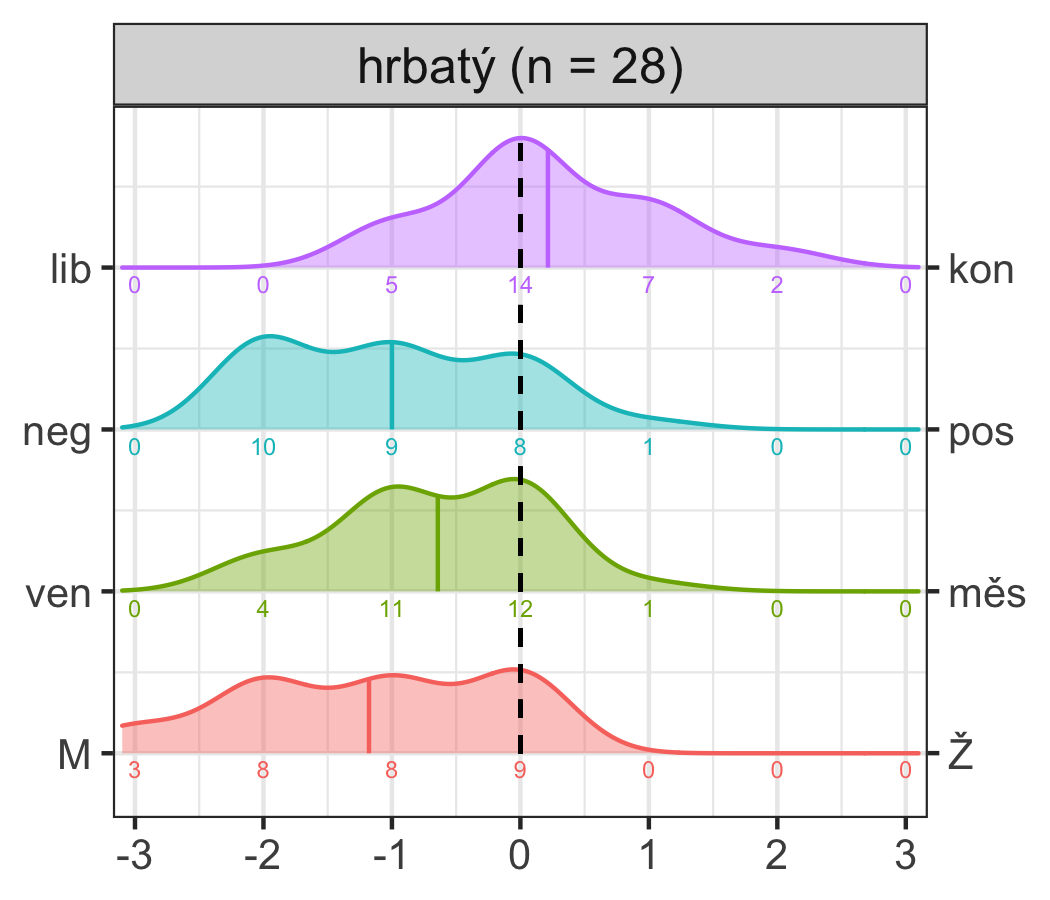 hrbatý (n = 28)
lib kon
0 0 5 14 7 2 0
neg pos
0 10 9 8 1 0 0
ven měs
0 4 11 12 1 0 0
M Ž
3 8 8 9 0 0 0
-3 -2 -1 0 1 2 3